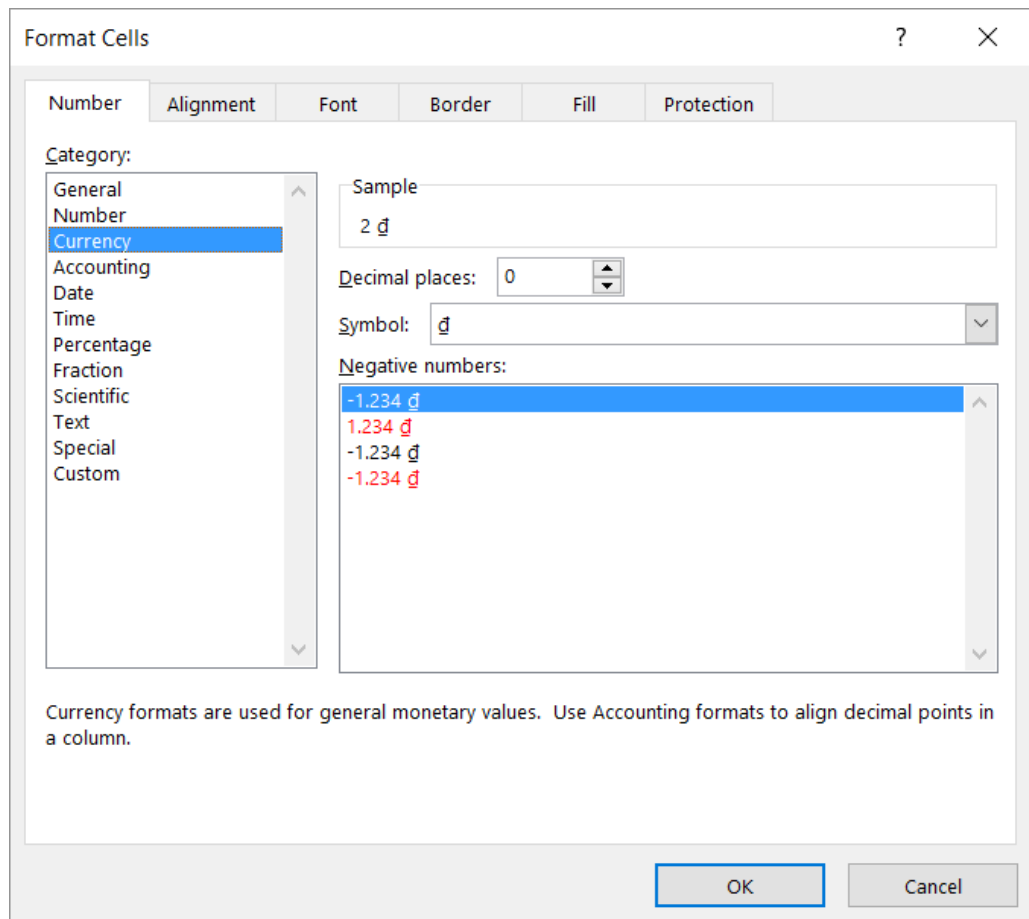 Format Cells ?
Number Alignment Font Border Fill Protection
Category:
General
Number
Currency
Accounting
Date
Time
Percentage
Fraction
Scientific
Text
Special
Custom
Sample
2 ₫
Decimal places: 0
Symbol: ₫
Negative numbers:
-1.234 ₫
1.234 ₫
-1.234 ₫
-1.234 ₫
Currency formats are used for general monetary values.  Use Accounting formats to align decimal points in
a column.
OK Cancel